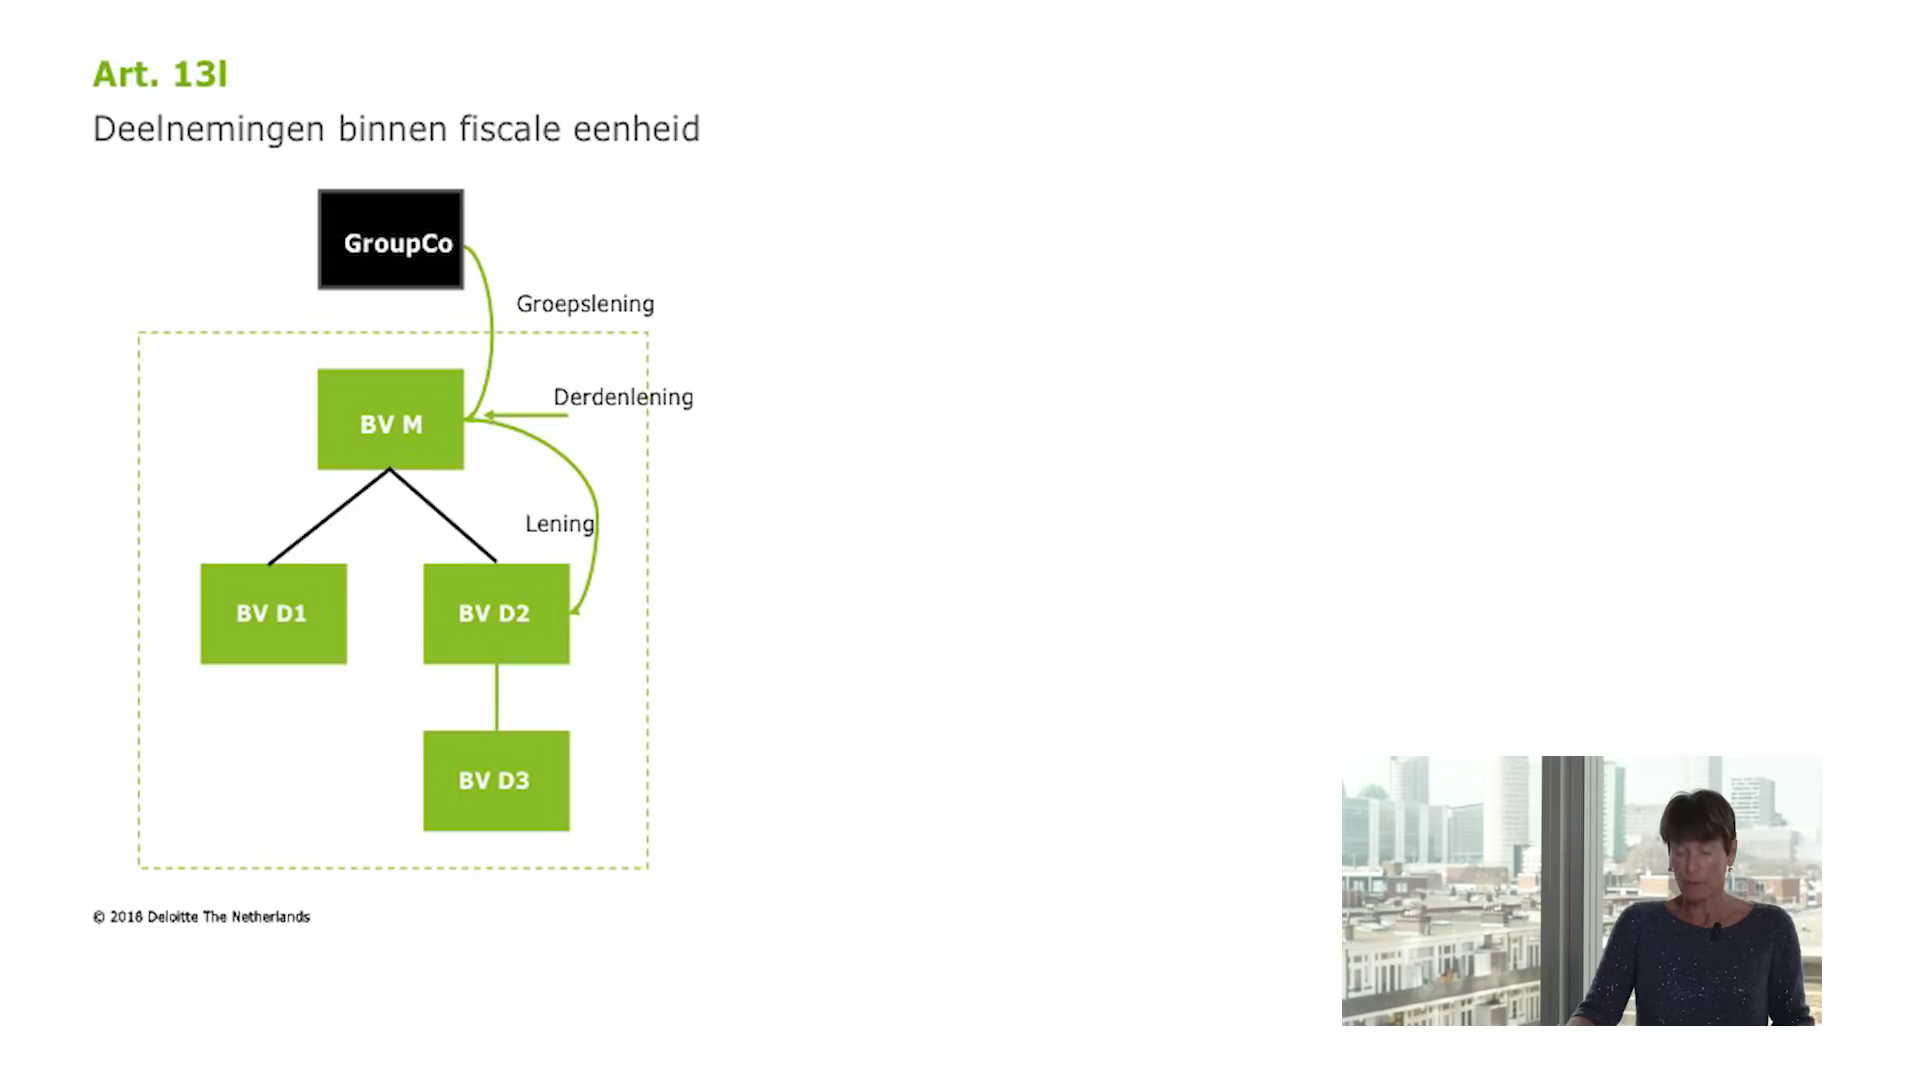 Art. 13l
Deelnemingen binnen fiscale eenheid
GroupCo
Groepslening
BV M
Derdenlening
Lening
BV D1
BV D2
BV D3
© 2016 Deloitte The Netherlands